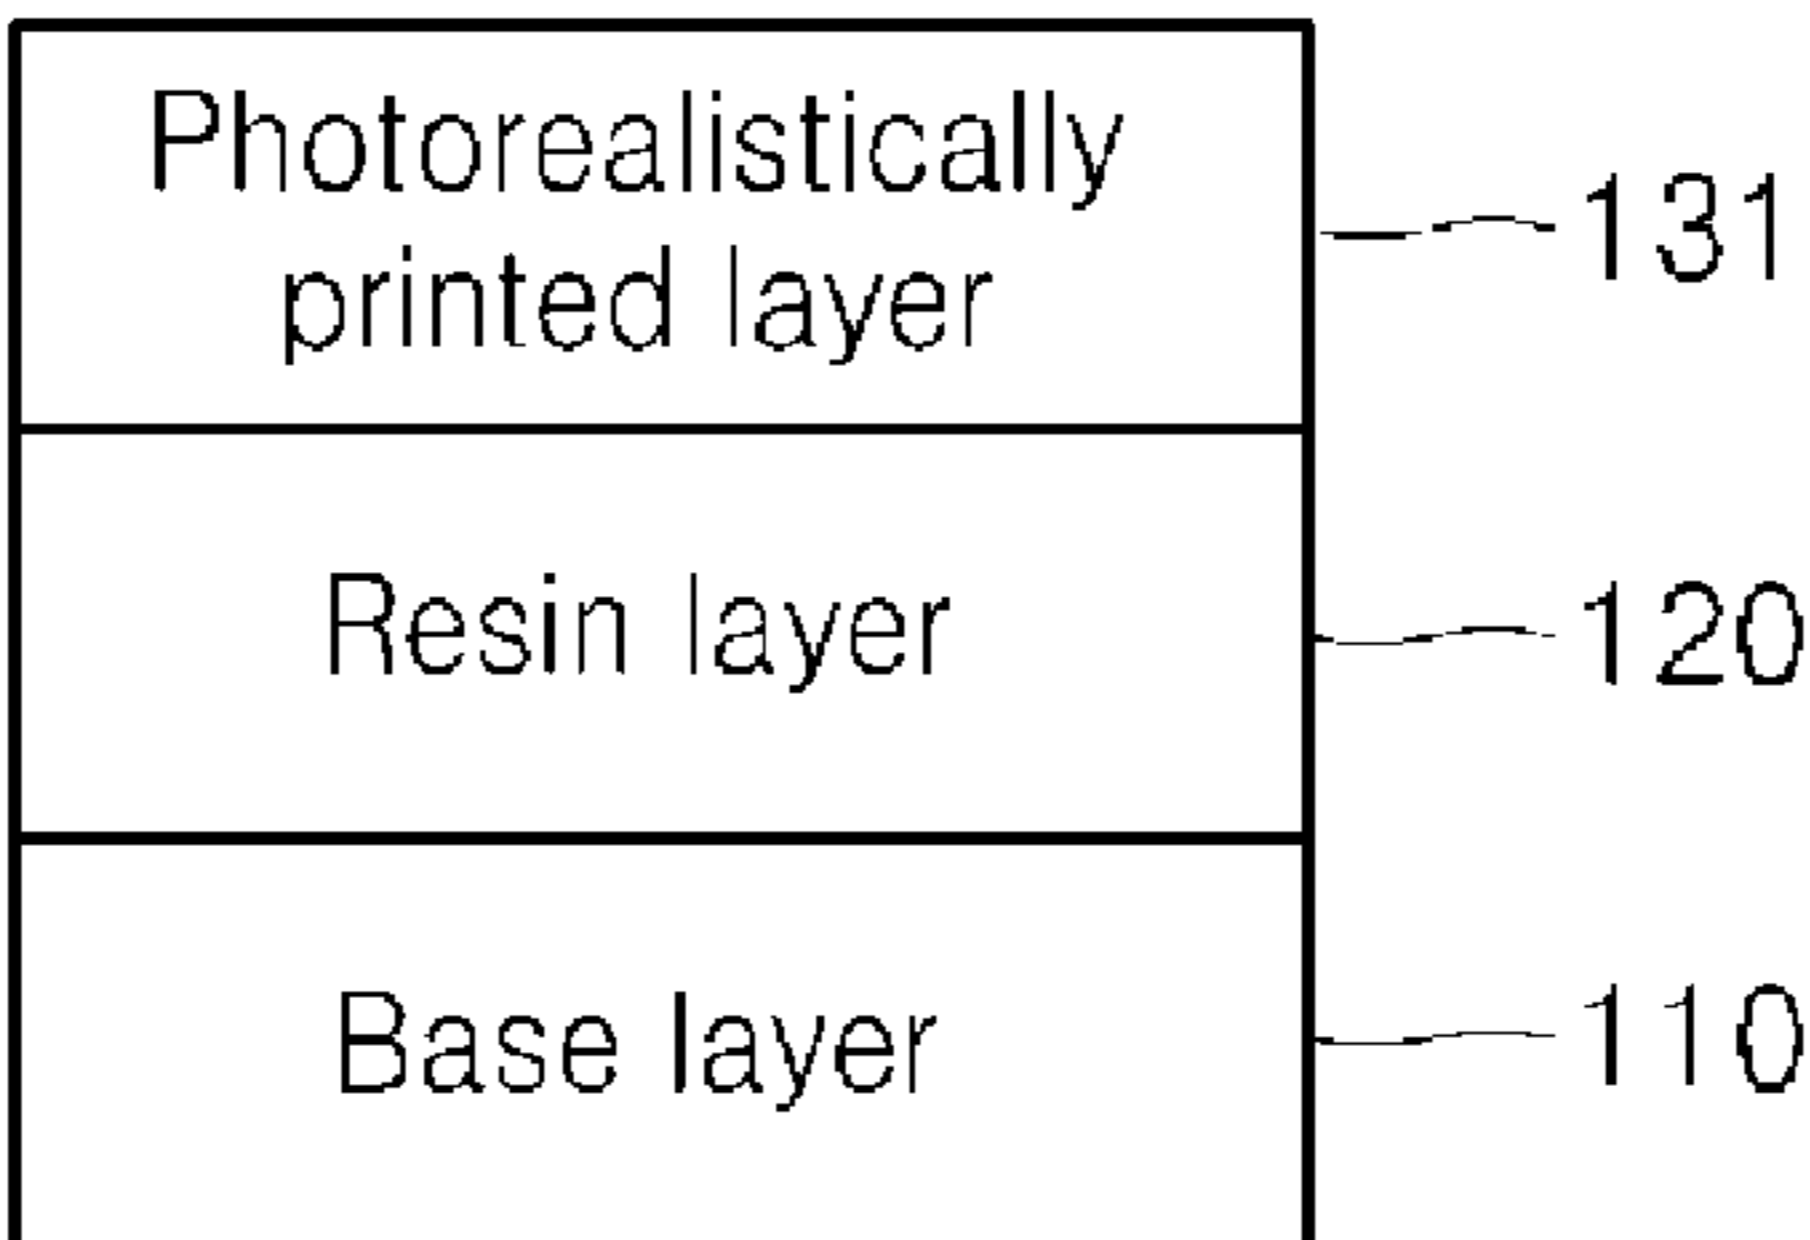 Photorealistically
printed layer
131
Resin layer
120
Base layer
110